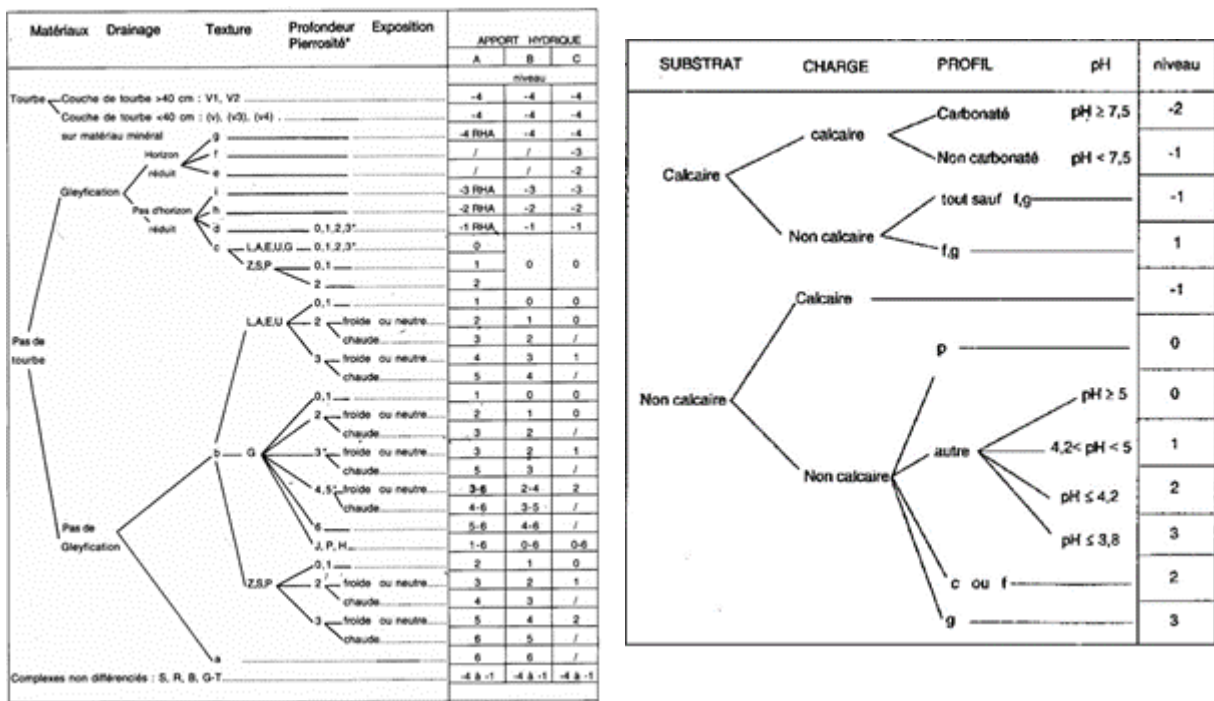 Matériaux Drainage Texture Profondeur Pierrosité* Exposition APPORT HYDRIQUE
A B C
niveau
Tourbe Couche de tourbe >40 cm : V1, V2 -4 -4 -4
Couche de tourbe <40 cm : (v), (v3), (v4) . -4 -4 -4
sur matériau minéral g -4 RHA -4 -4
Horizon réduit f / / -3
e / / -2
Gleyfication i -3 RHA -3 -3
Pas d'horizon réduit h -2 RHA -2 -2
d 0,1,2,3* -1 RHA -1 -1
c L,A,E,U,G 0,1,2,3* 0
Z,S,P 0,1 1 0 0
2 2
0,1 1 0 0
L,A,E,U 2 froide ou neutre 2 1 0
chaude 3 2 /
Pas de tourbe 3 froide ou neutre 4 3 1
chaude 5 4 /
0,1 1 0 0
2 froide ou neutre 2 1 0
chaude 3 2 /
b G 3* froide ou neutre 3 2 1
chaude 5 3 /
4,5* froide ou neutre 3-6 2-4 2
chaude 4-6 3-5 /
Pas de Gleyfication 6 5-6 4-6 /
J, P, H 1-6 0-6 0-6
0,1 2 1 0
Z,S,P 2 froide ou neutre 3 2 1
chaude 4 3 /
3 froide ou neutre 5 4 2
chaude 6 5 /
a 6 6 /
Complexes non différenciés : S, R, B, G-T -4 à -1 -4 à -1 -4 à -1
SUBSTRAT CHARGE PROFIL pH niveau
Carbonaté pH ≥ 7,5 -2
calcaire
Non carbonaté pH < 7,5 -1
Calcaire
tout sauf f,g -1
Non calcaire
f,g 1
Calcaire -1
p 0
Non calcaire pH ≥ 5 0
autre 4,2< pH < 5 1
Non calcaire
pH ≤ 4,2 2
pH ≤ 3,8 3
c ou f 2
g 3